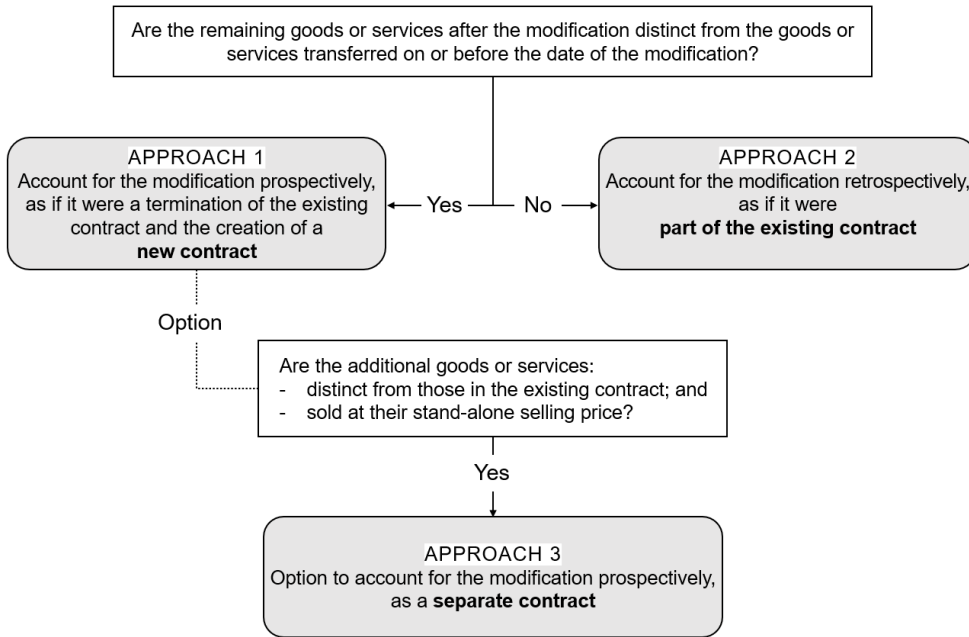 Are the remaining goods or services after the modification distinct from the goods or
services transferred on or before the date of the modification?
APPROACH 1
Account for the modification prospectively,
as if it were a termination of the existing
contract and the creation of a
new contract
Yes
No
APPROACH 2
Account for the modification retrospectively,
as if it were
part of the existing contract
Option
Are the additional goods or services:
- distinct from those in the existing contract; and
- sold at their stand-alone selling price?
Yes
APPROACH 3
Option to account for the modification prospectively,
as a separate contract